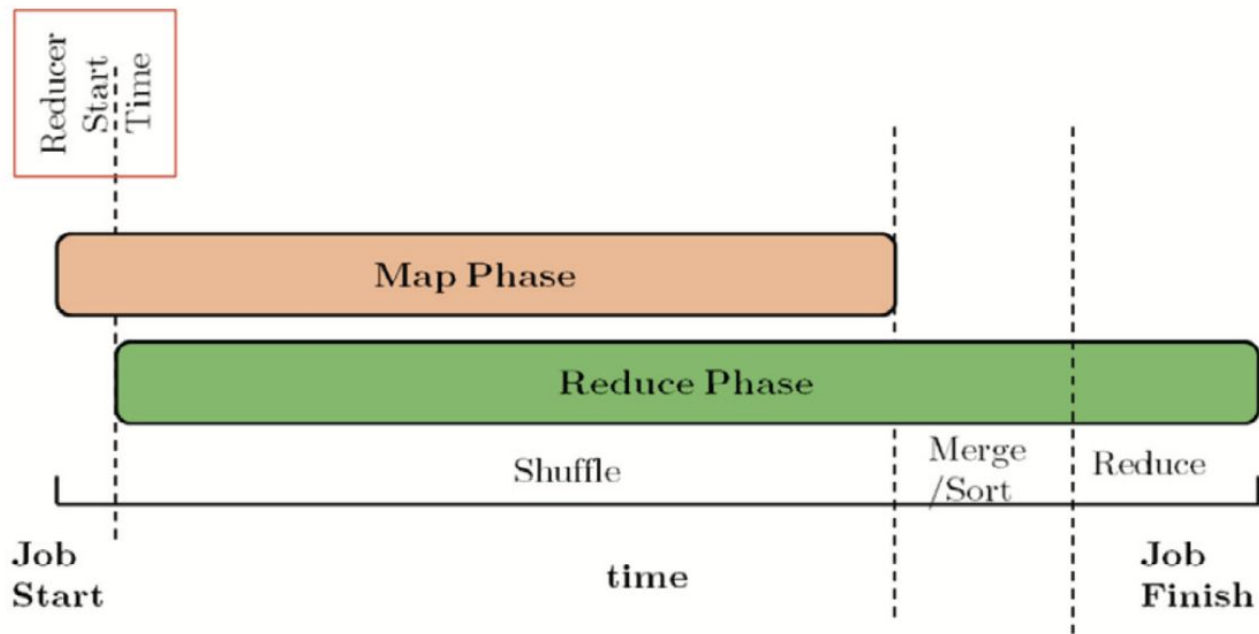 Reducer
Start
Time
Map Phase
Reduce Phase
Shuffle
Merge
/Sort
Reduce
Job
Start
time
Job
Finish